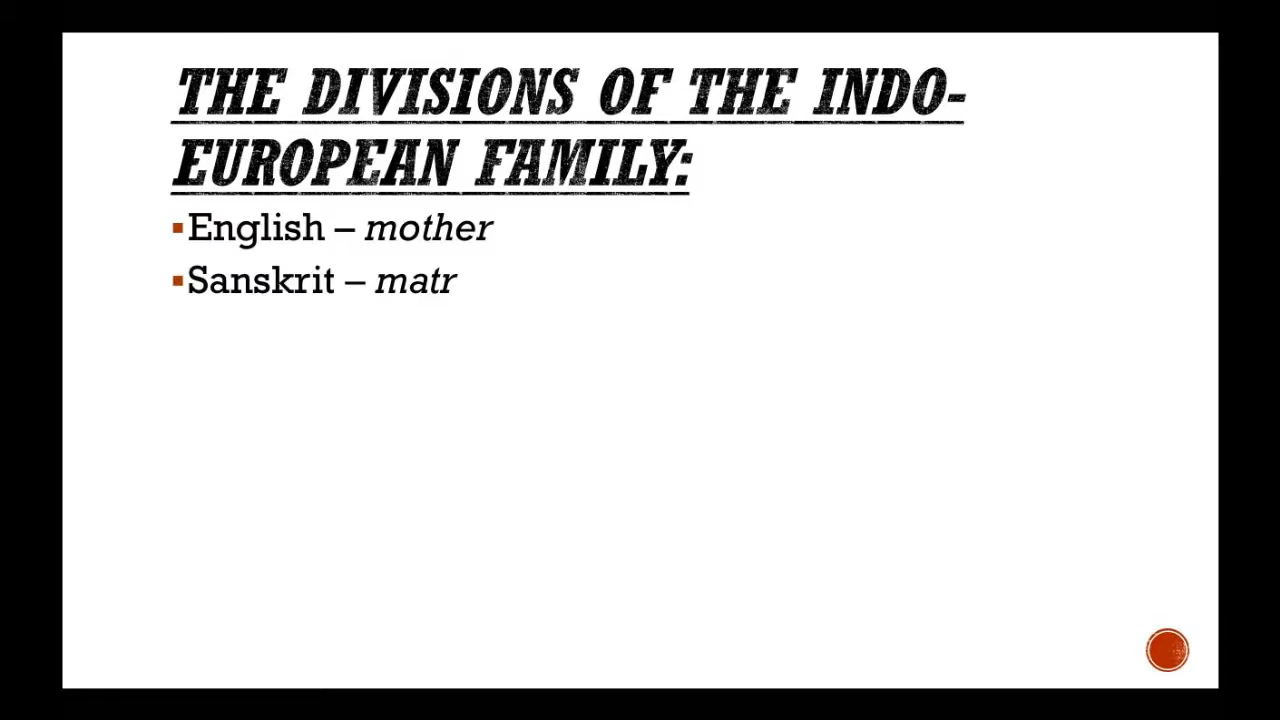 THE DIVISIONS OF THE INDO-
EUROPEAN FAMILY:
▪English – mother
▪Sanskrit – matr